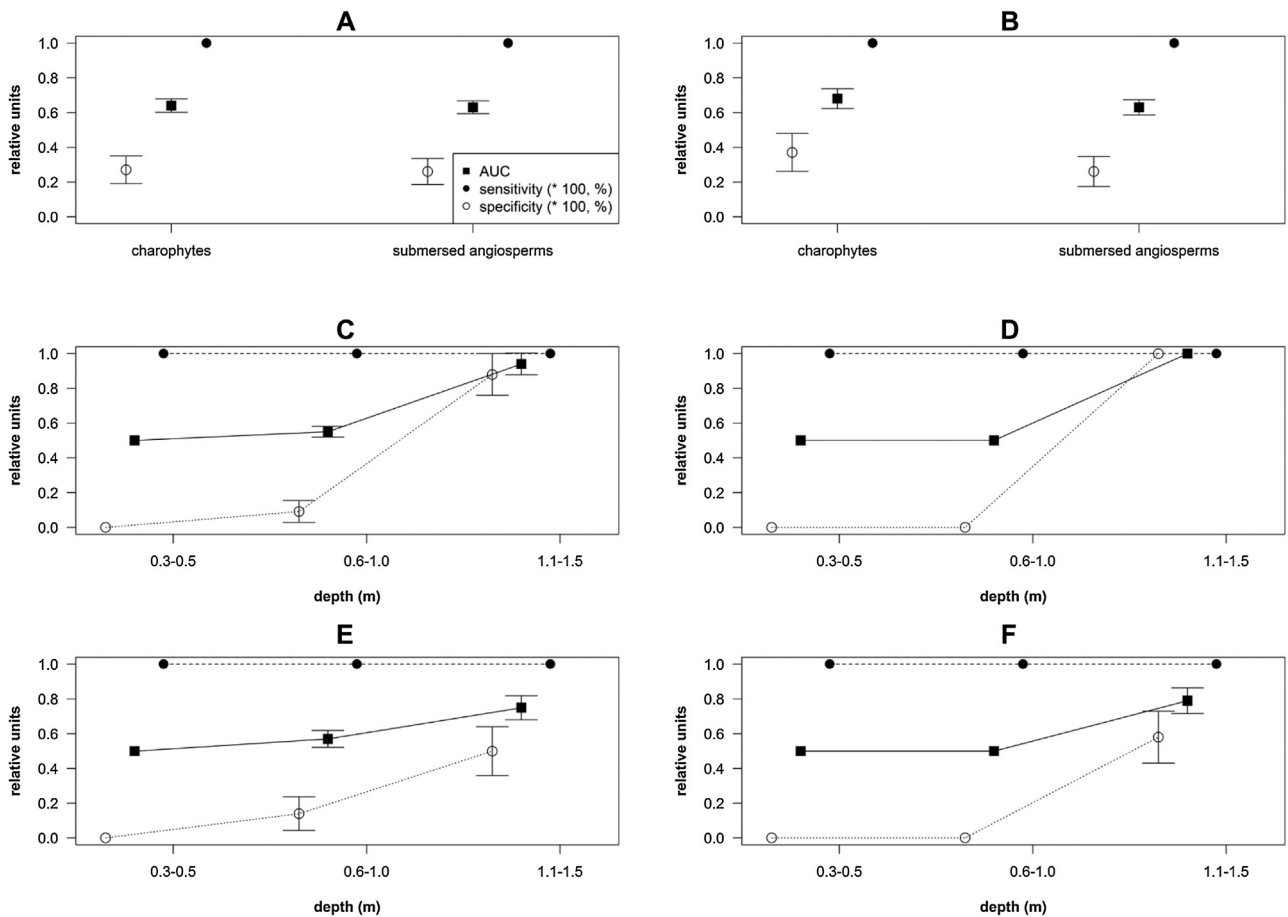 A
relative units
1.0
0.8
0.6
0.4
0.2
0.0
AUC
sensitivity (* 100, %)
specificity (* 100, %)
charophytes
submersed angiosperms
B
relative units
1.0
0.8
0.6
0.4
0.2
0.0
charophytes
submersed angiosperms
C
relative units
1.0
0.8
0.6
0.4
0.2
0.0
0.3-0.5
0.6-1.0
1.1-1.5
depth (m)
D
relative units
1.0
0.8
0.6
0.4
0.2
0.0
0.3-0.5
0.6-1.0
1.1-1.5
depth (m)
E
relative units
1.0
0.8
0.6
0.4
0.2
0.0
0.3-0.5
0.6-1.0
1.1-1.5
depth (m)
F
relative units
1.0
0.8
0.6
0.4
0.2
0.0
0.3-0.5
0.6-1.0
1.1-1.5
depth (m)